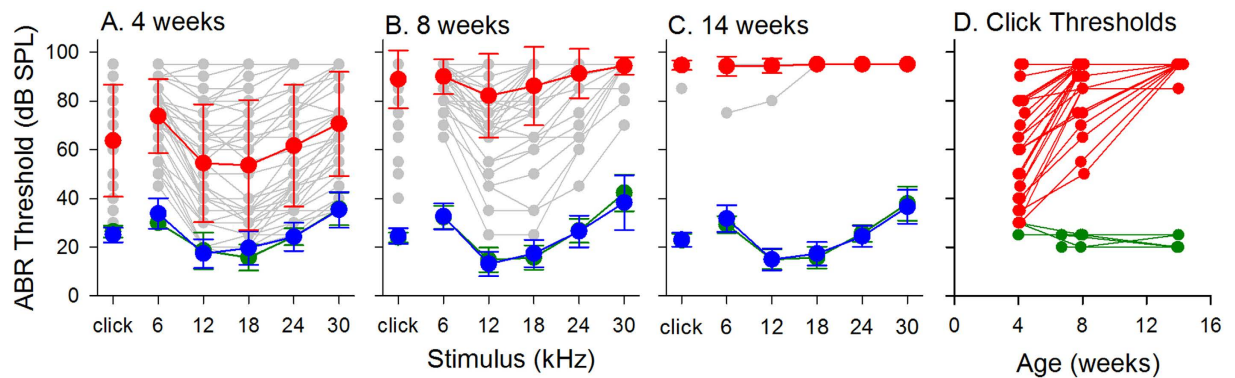 A. 4 weeks
B. 8 weeks
C. 14 weeks
D. Click Thresholds
ABR Threshold (dB SPL)
100
80
60
40
20
0
click 6 12 18 24 30
click 6 12 18 24 30
click 6 12 18 24 30
0 4 8 12 16
Stimulus (kHz)
Age (weeks)